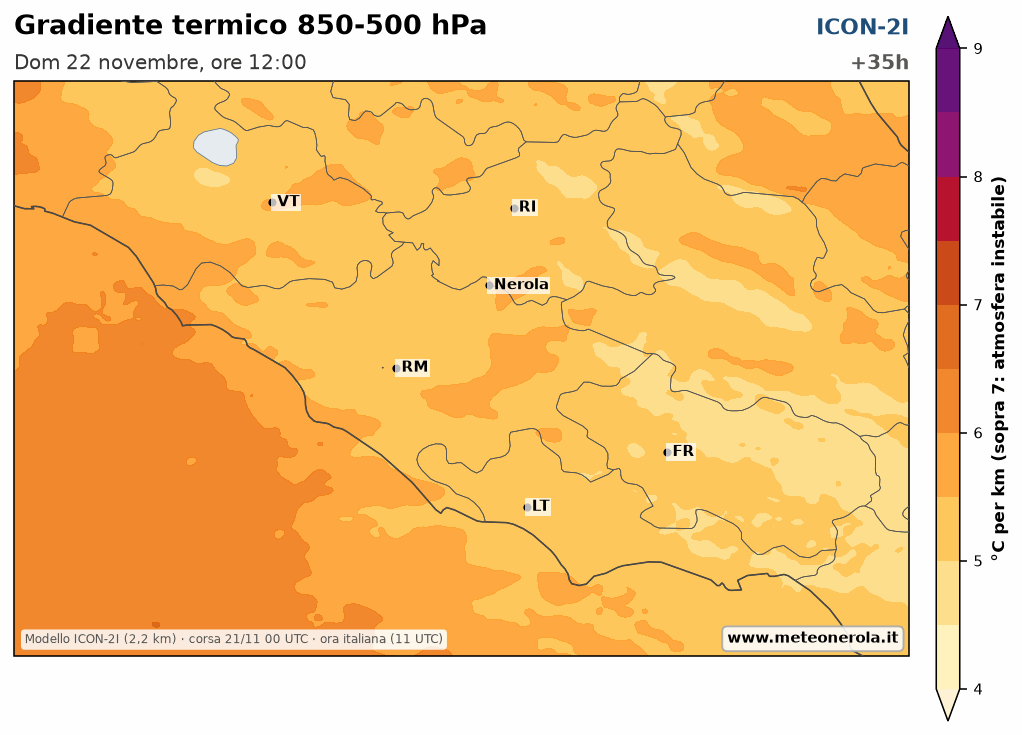 Gradiente termico 850-500 hPa
ICON-2I
Dom 22 novembre, ore 12:00
+35h
VT
RI
Nerola
RM
FR
LT
Modello ICON-2I (2,2 km) · corsa 21/11 00 UTC · ora italiana (11 UTC)
www.meteonerola.it
9
8
7
6
5
4
°C per km (sopra 7: atmosfera instabile)